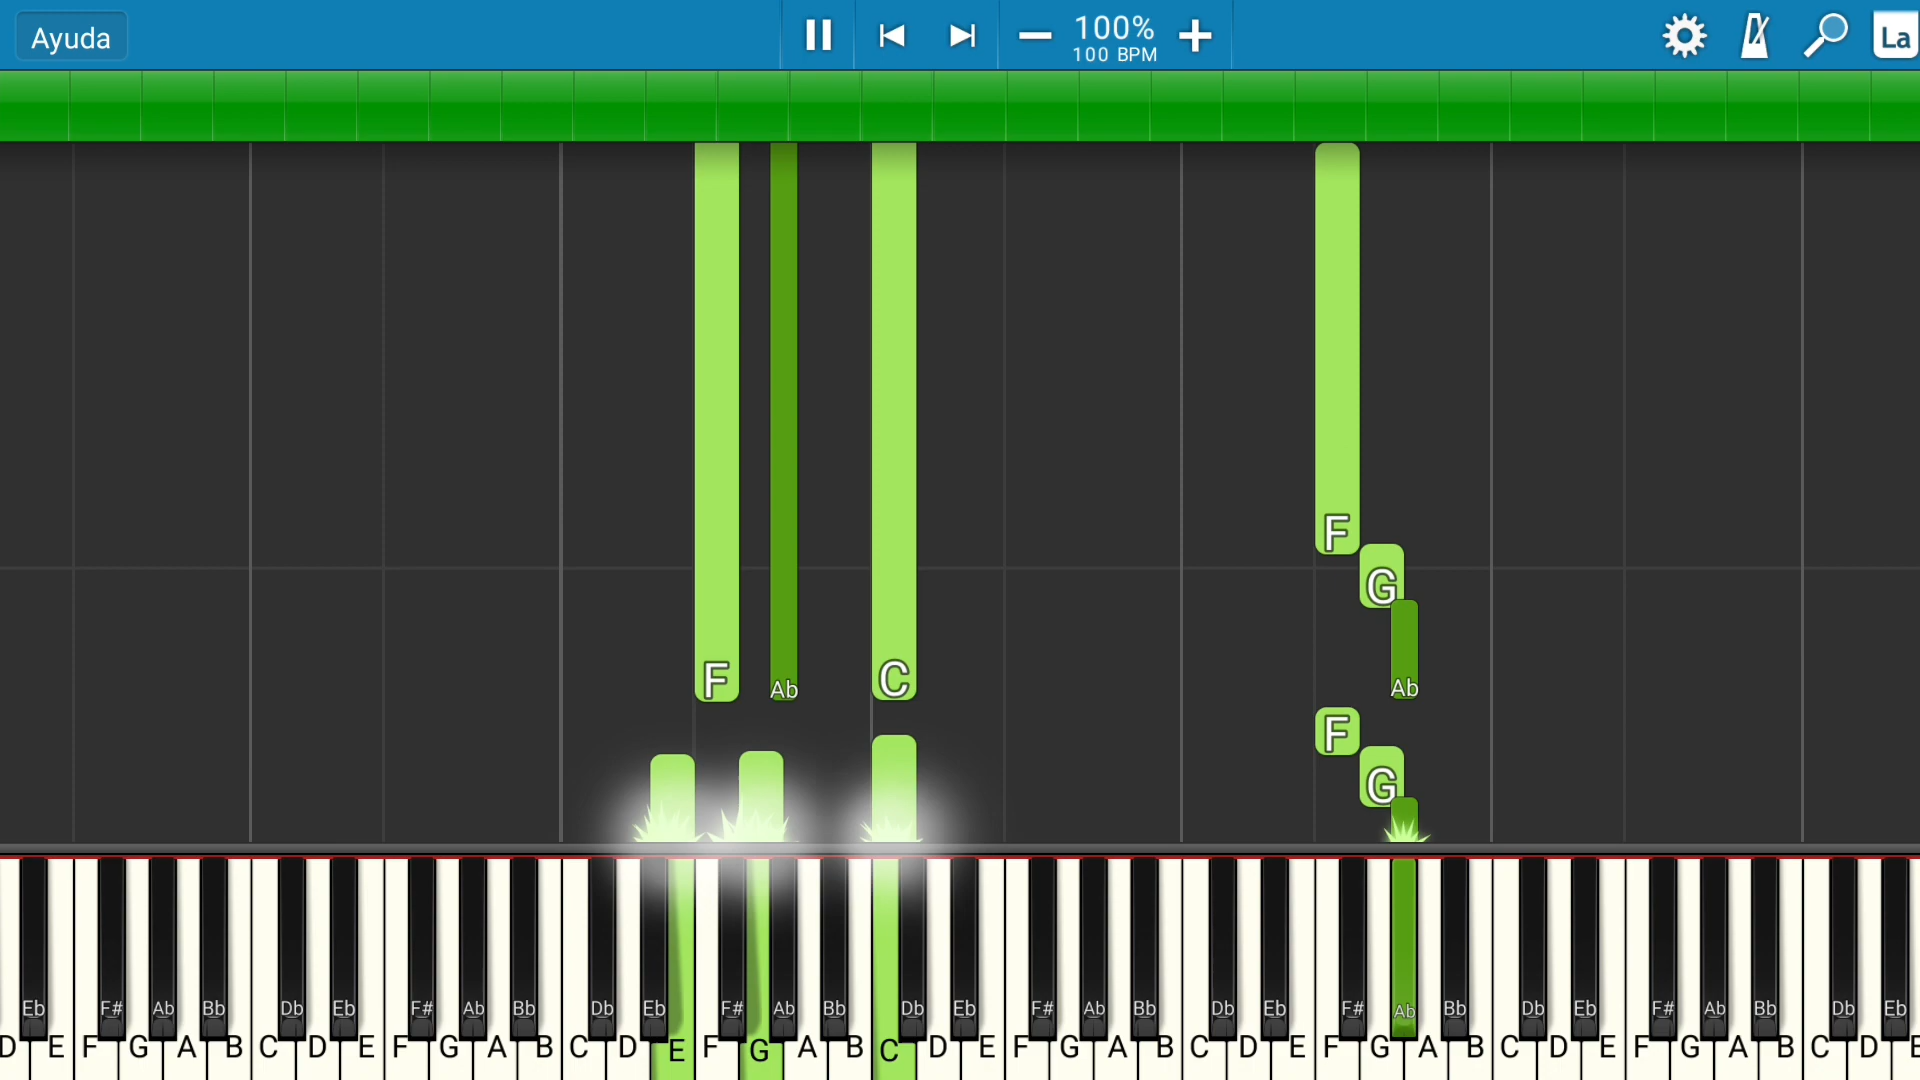 Ayuda 100% La
100 BPM
F
G
F Ab C Ab
F
G
Eb F# Ab Bb Db Eb F# Ab Bb Db Eb F# Ab Bb Db Eb F# Ab Bb Db Eb F# Ab Bb Db Eb F# Ab Bb Db Eb
D E F G A B C D E F G A B C D E F G A B C D E F G A B C D E F G A B C D E F G A B C D E